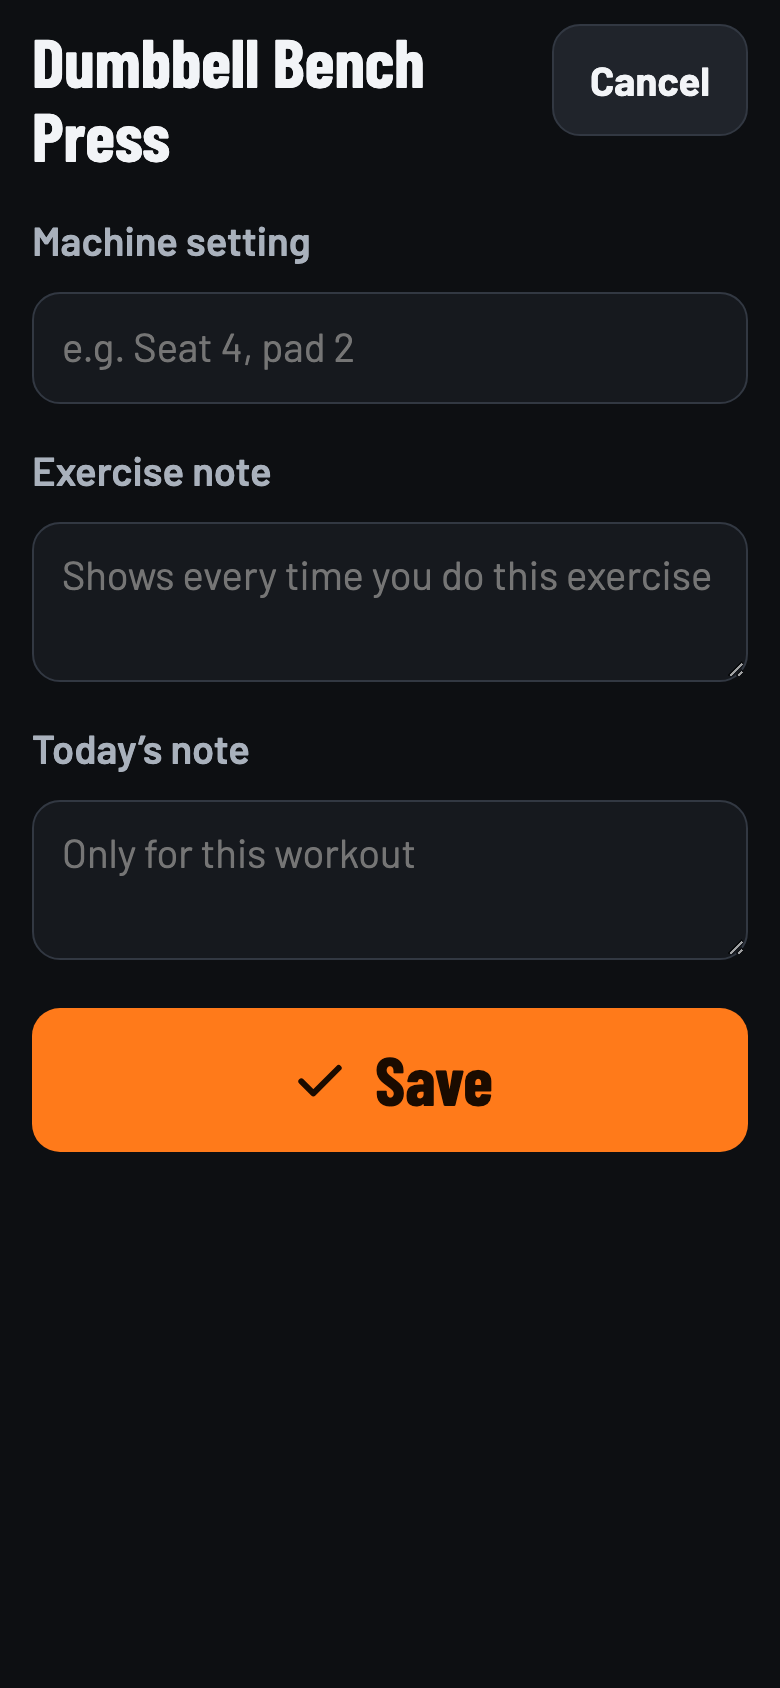 Dumbbell Bench
Press
Cancel
Machine setting
e.g. Seat 4, pad 2
Exercise note
Shows every time you do this exercise
Today’s note
Only for this workout
Save